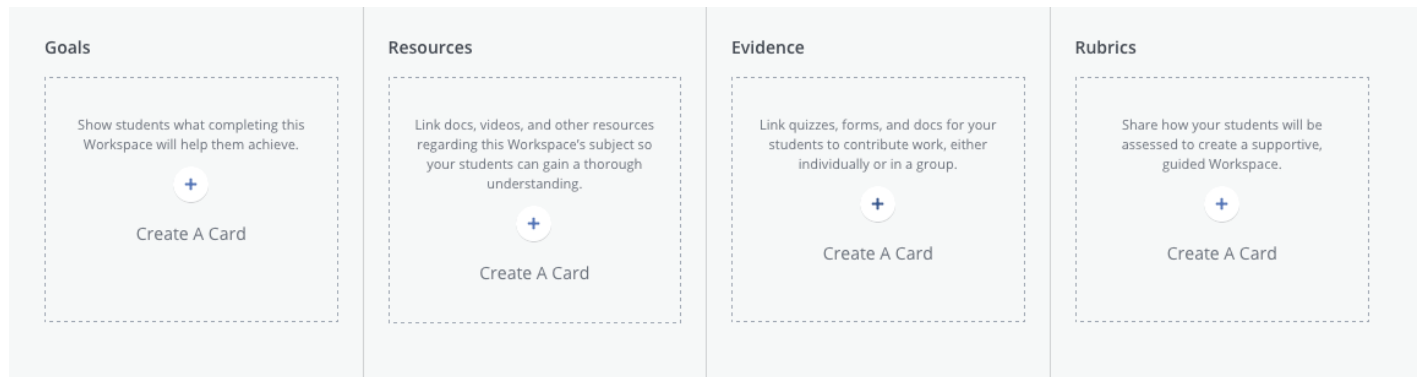 Goals
Show students what completing this
Workspace will help them achieve.
Create A Card
Resources
Link docs, videos, and other resources
regarding this Workspace's subject so
your students can gain a thorough
understanding.
Create A Card
Evidence
Link quizzes, forms, and docs for your
students to contribute work, either
individually or in a group.
Create A Card
Rubrics
Share how your students will be
assessed to create a supportive,
guided Workspace.
Create A Card